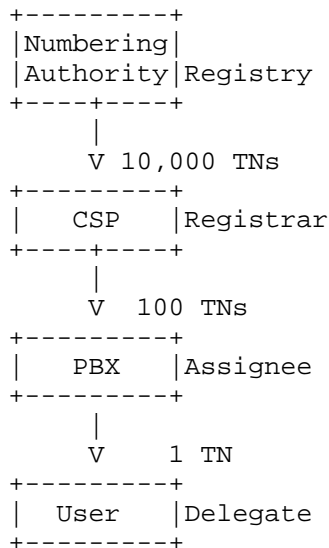 Numbering
Authority Registry
V 10,000 TNs
CSP Registrar
V 100 TNs
PBX Assignee
V 1 TN
User Delegate